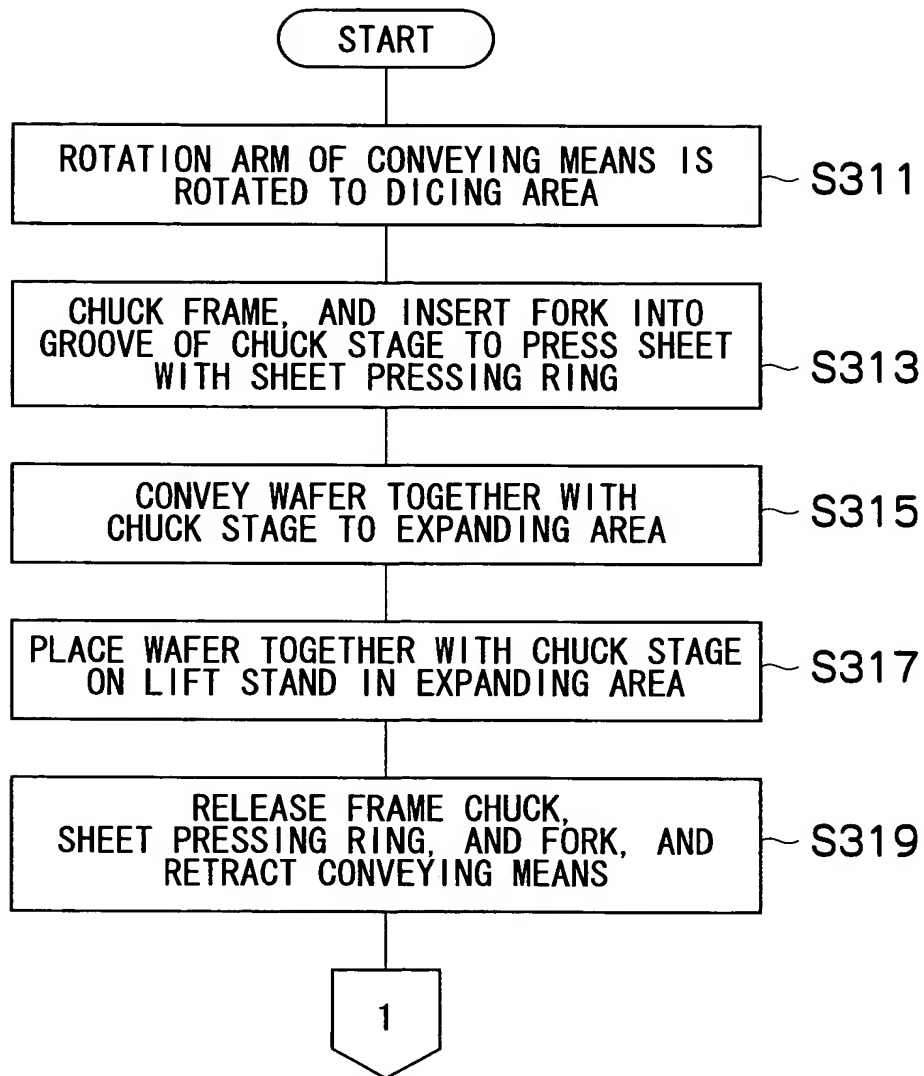 START
ROTATION ARM OF CONVEYING MEANS IS
ROTATED TO DICING AREA
S311
CHUCK FRAME, AND INSERT FORK INTO
GROOVE OF CHUCK STAGE TO PRESS SHEET
WITH SHEET PRESSING RING
S313
CONVEY WAFER TOGETHER WITH
CHUCK STAGE TO EXPANDING AREA
S315
PLACE WAFER TOGETHER WITH CHUCK STAGE
ON LIFT STAND IN EXPANDING AREA
S317
RELEASE FRAME CHUCK,
SHEET PRESSING RING, AND FORK, AND
RETRACT CONVEYING MEANS
S319
1